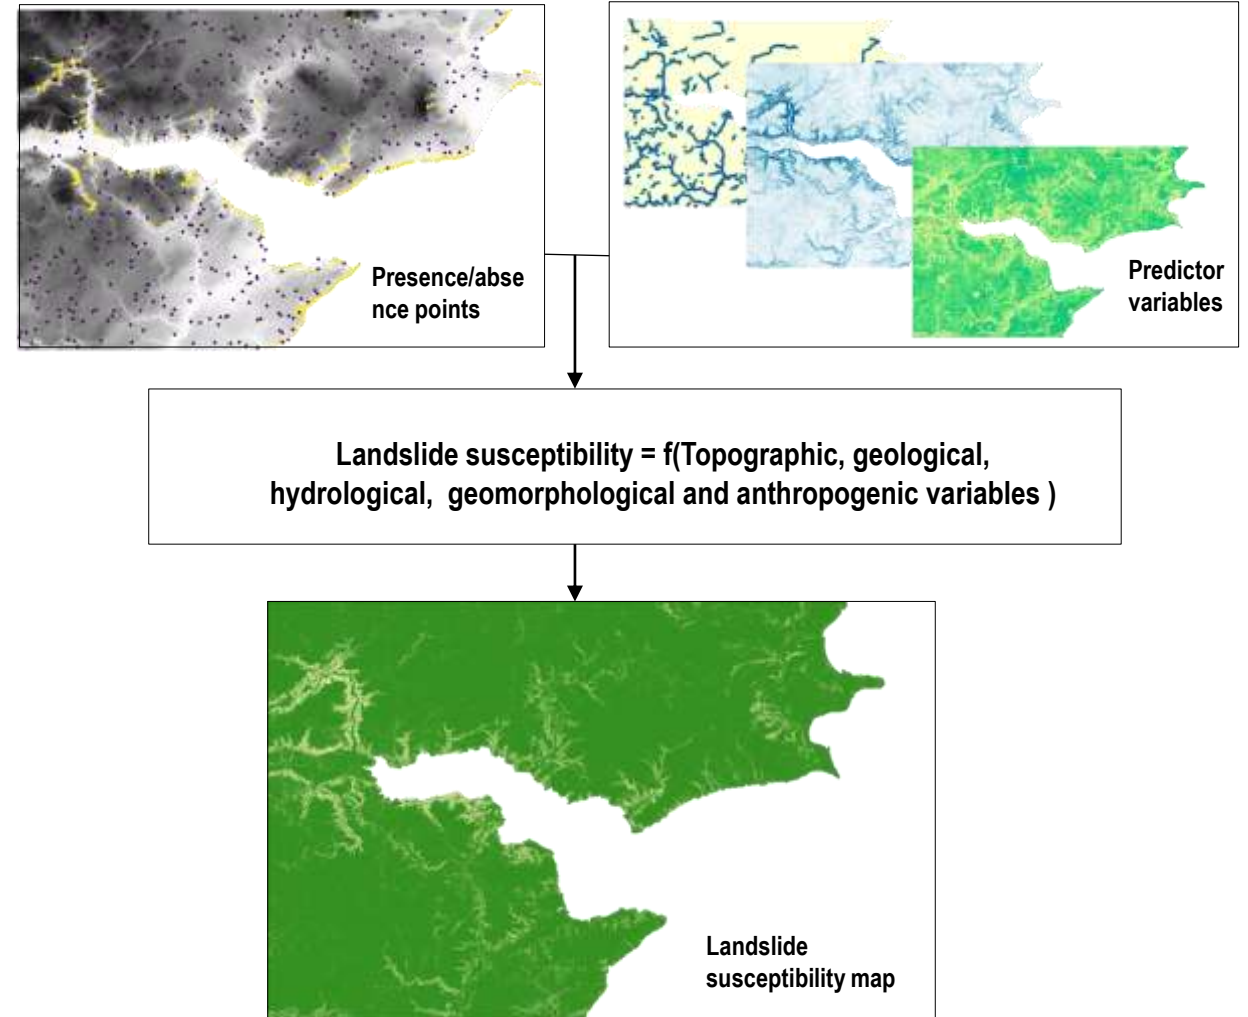 Presence/abse
nce points
Predictor
variables
Landslide susceptibility = f(Topographic, geological,
hydrological,  geomorphological and anthropogenic variables )
Landslide
susceptibility map